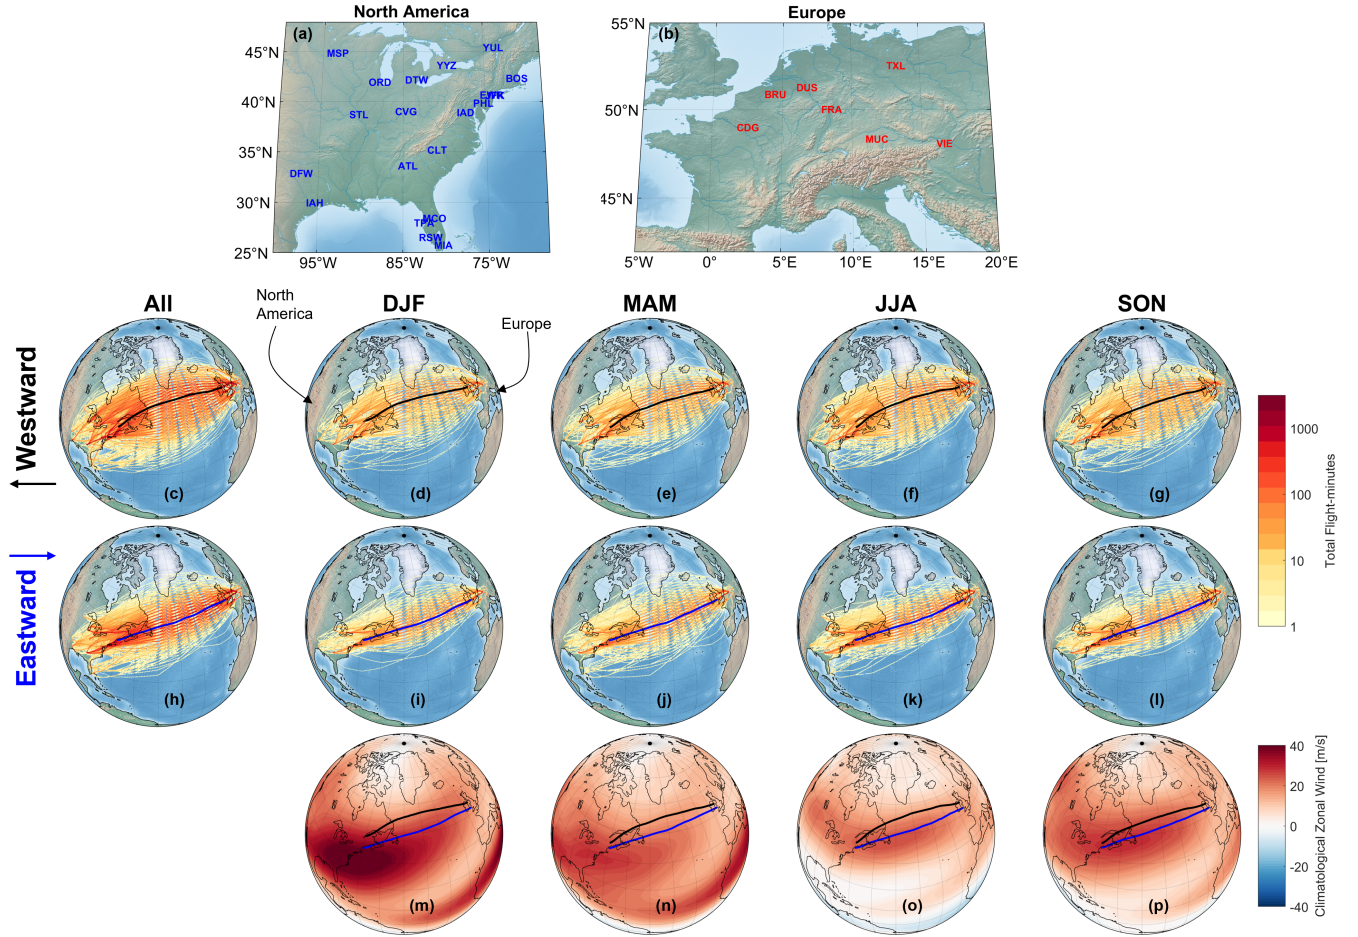 North America
Europe
(a)
MSP
YUL
YYZ
ORD
DTW
BOS
EWR
JFK
PHL
STL
CVG
IAD
CLT
ATL
DFW
IAH
MCO
TPA
RSW
MIA
45°N
40°N
35°N
30°N
25°N
95°W
85°W
75°W
(b)
TXL
DUS
BRU
FRA
CDG
MUC
VIE
55°N
50°N
45°N
5°W
0°
5°E
10°E
15°E
20°E
All
North
America
DJF
Europe
MAM
JJA
SON
Westward
(c)
(d)
(e)
(f)
(g)
Eastward
(h)
(i)
(j)
(k)
(l)
1000
100
10
1
Total Flight-minutes
(m)
(n)
(o)
(p)
40
20
0
-20
-40
Climatological Zonal Wind [m/s]